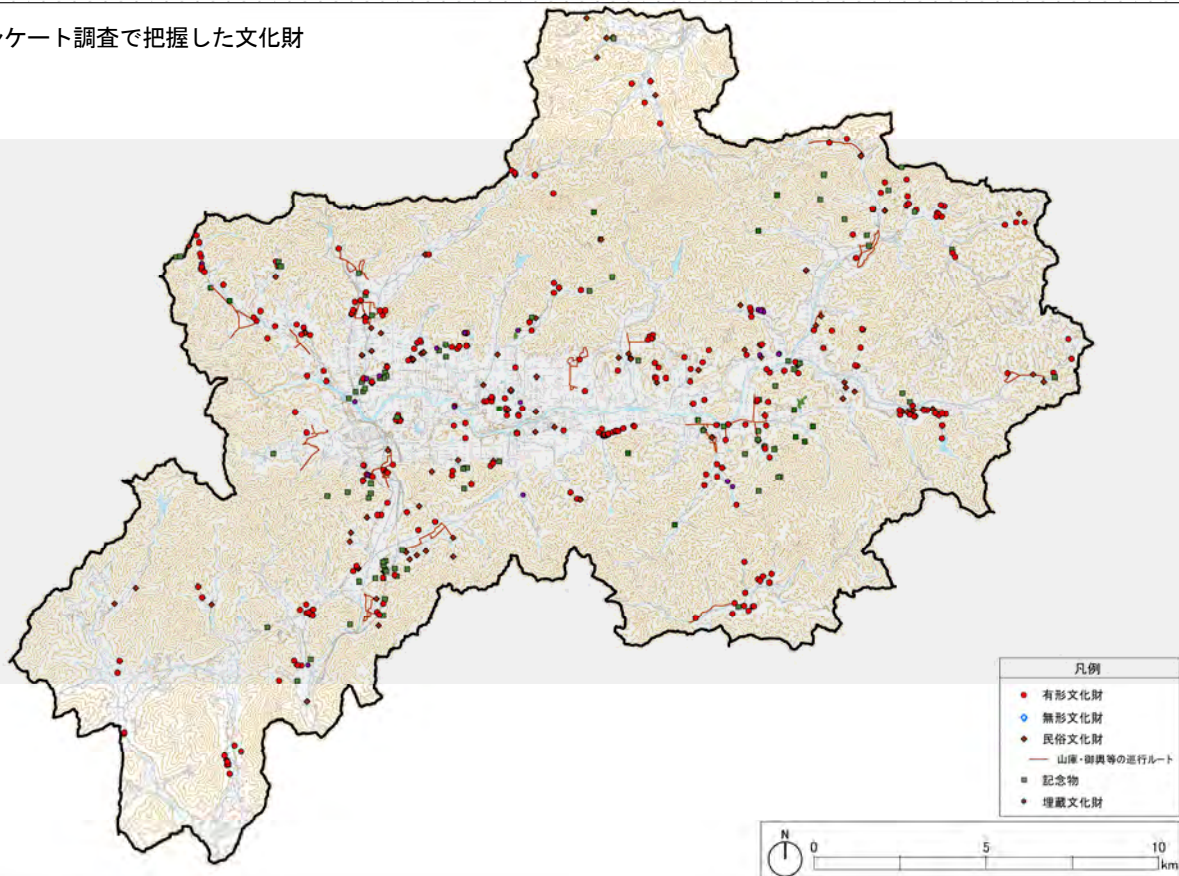 ケート調査で把握した文化財
凡例
有形文化財
無形文化財
民俗文化財
山車・御輿等の巡行ルート
記念物
埋蔵文化財
N
0 5 10
km